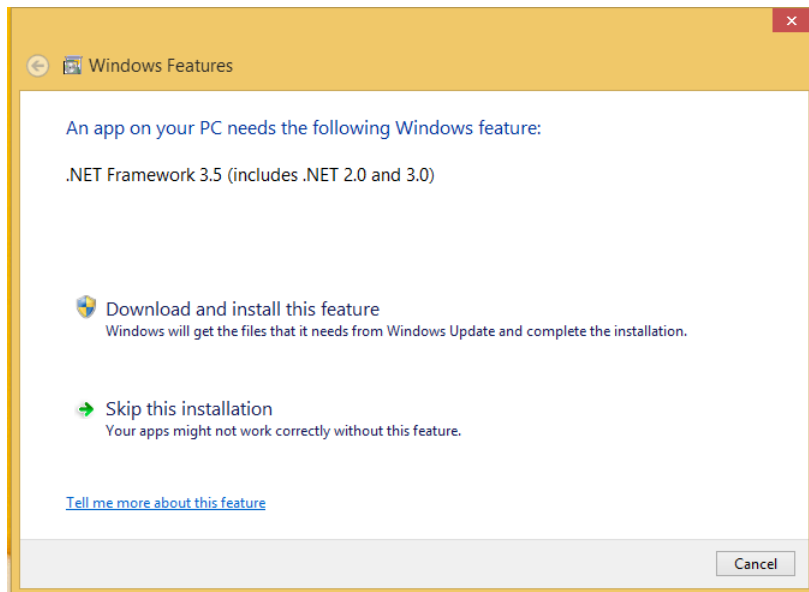 Windows Features
An app on your PC needs the following Windows feature:
.NET Framework 3.5 (includes .NET 2.0 and 3.0)
Download and install this feature
Windows will get the files that it needs from Windows Update and complete the installation.
Skip this installation
Your apps might not work correctly without this feature.
Tell me more about this feature
Cancel